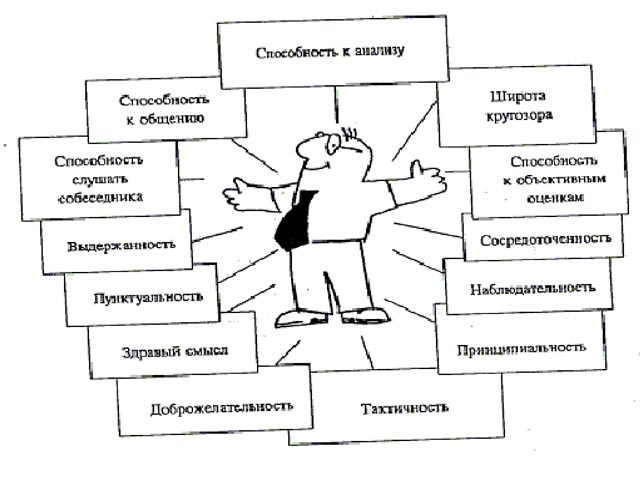 Способность к анализу
Способность
к общению
Широта
кругозора
Способность
слушать
собеседника
Способность
к объективным
оценкам
Выдержанность
Сосредоточенность
Пунктуальность
Наблюдательность
Здравый смысл
Принципиальность
Доброжелательность
Тактичность